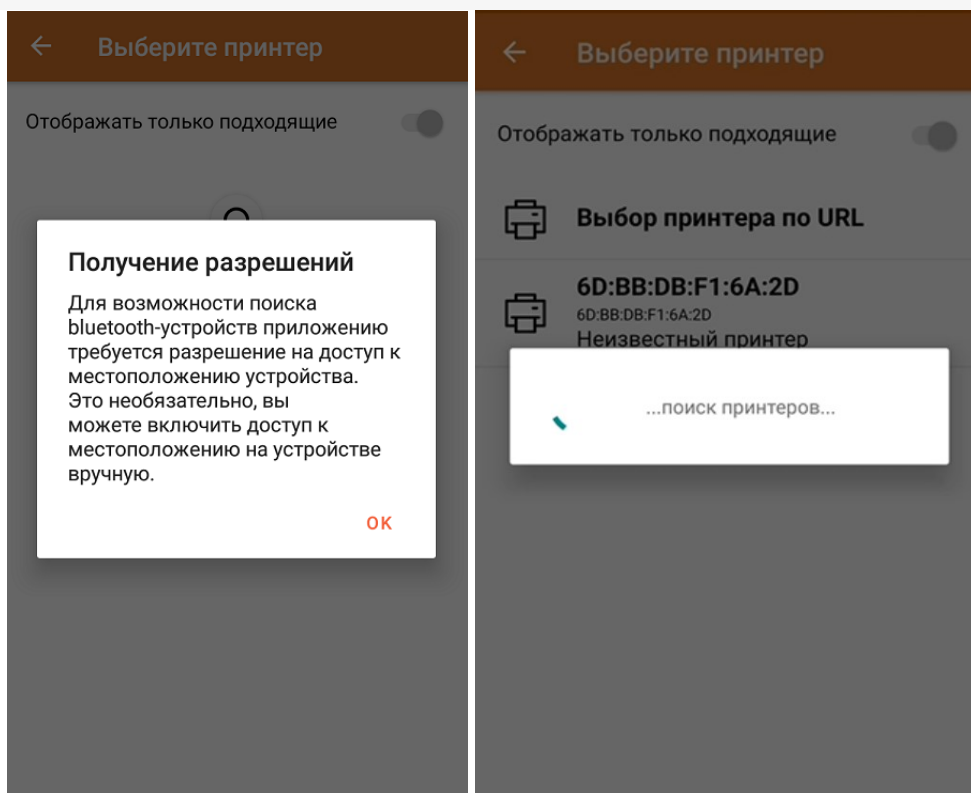 Выберите принтер
Отображать только подходящие
Получение разрешений
Для возможности поиска
bluetooth-устройств приложению
требуется разрешение на доступ к
местоположению устройства.
Это необязательно, вы
можете включить доступ к
местоположению на устройстве
вручную.
ОК
Выберите принтер
Отображать только подходящие
Выбор принтера по URL
6D:BB:DB:F1:6A:2D
6D:BB:DB:F1:6A:2D
Неизвестный принтер
...поиск принтеров...